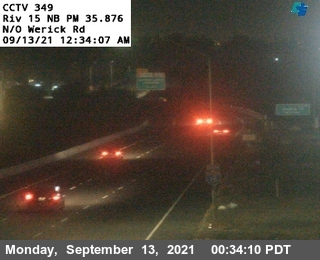 CCTV 349
Riv 15 NB PM 35.876
N/O Werick Rd
09/13/21 12:34:07 AM
Monday, September 13, 2021 00:34:10 PDT